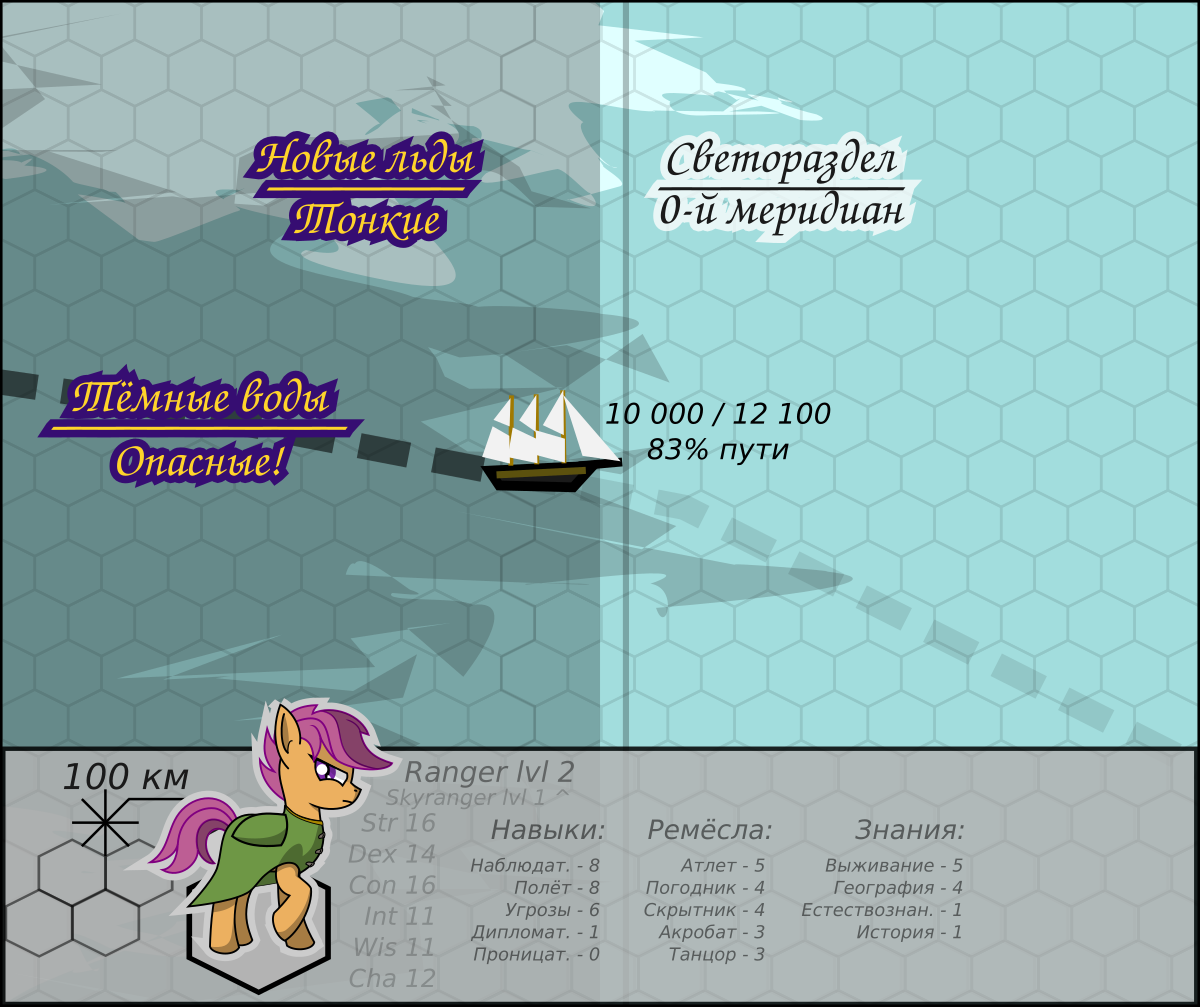 Новые льды
Тонкие
Светораздел
0-й меридиан
Тёмные воды
Опасные!
10 000 / 12 100
83% пути
100 км
Ranger lvl 2
Skyranger lvl 1 ^
Str 16
Dex 14
Con 16
Int 11
Wis 11
Cha 12
Навыки:
Наблюдат. - 8
Полёт - 8
Угрозы - 6
Дипломат. - 1
Проницат. - 0
Ремёсла:
Атлет - 5
Погодник - 4
Скрытник - 4
Акробат - 3
Танцор - 3
Знания:
Выживание - 5
География - 4
Естествознан. - 1
История - 1